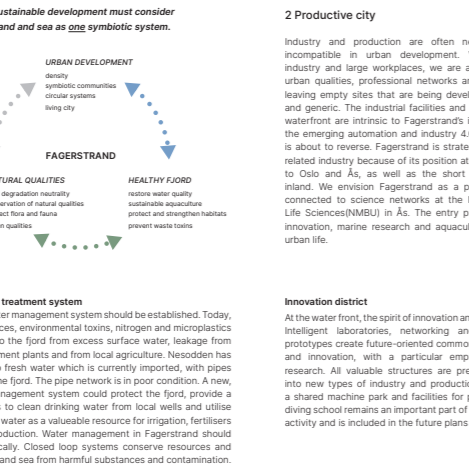 ustainable development must consider
and and sea as one symbiotic system.
URBAN DEVELOPMENT
density
symbiotic communities
circular systems
living city
FAGERSTRAND
TURAL QUALITIES
degradation neutrality
servation of natural qualities
ect flora and fauna
n qualities
HEALTHY FJORD
restore water quality
sustainable aquaculture
protect and strengthen habitats
prevent waste toxins
treatment system
ter management system should be established. Today,
ces, environmental toxins, nitrogen and microplastics
o the fjord from excess surface water, leakage from
ment plants and from local agriculture. Nesodden has
fresh water which is currently imported, with pipes
he fjord. The pipe network is in poor condition. A new,
nagement system could protect the fjord, provide a
s to clean drinking water from local wells and utilise
water as a valueable resource for irrigation, fertilisers
oduction. Water management in Fagerstrand should
cally. Closed loop systems conserve resources and
and sea from harmful substances and contamination.
2 Productive city
Industry and production are often ne
incompatible in urban development.
industry and large workplaces, we are a
urban qualities, professional networks an
leaving empty sites that are being devel
and generic. The industrial facilities and
waterfront are intrinsic to Fagerstrand's i
the emerging automation and industry 4.
is about to reverse. Fagerstrand is strate
related industry because of its position at
to Oslo and Ås, as well as the short
inland. We envision Fagerstrand as a p
connected to science networks at the
Life Sciences(NMBU) in Ås. The entry p
innovation, marine research and aquacul
urban life.
Innovation district
At the water front, the spirit of innovation an
Intelligent laboratories, networking an
prototypes create future-oriented commo
and innovation, with a particular emp
research. All valuable structures are pre
into new types of industry and productio
a shared machine park and facilities for p
diving school remains an important part of
activity and is included in the future plans